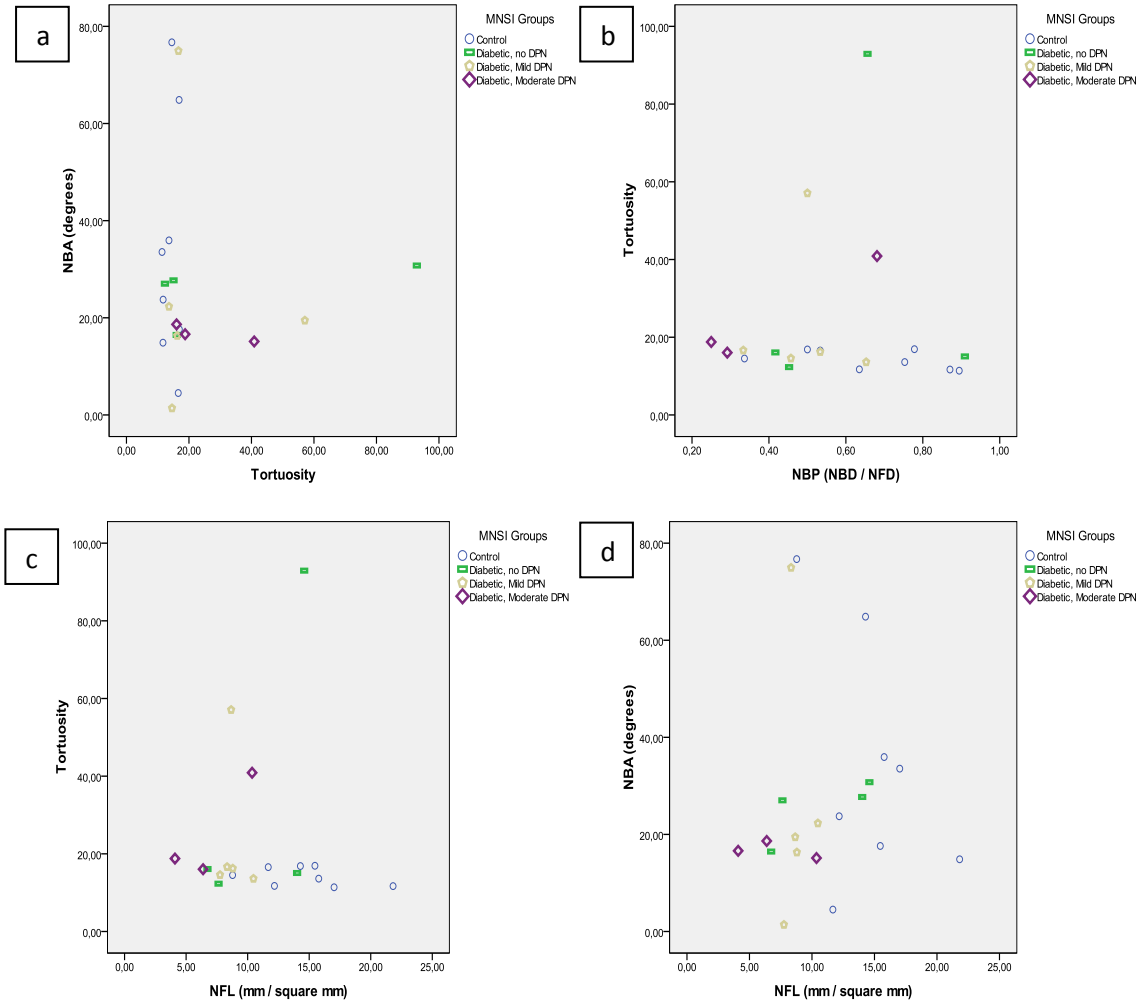 a
80,00
60,00
40,00
20,00
0,00
NBA (degrees)
0,00 20,00 40,00 60,00 80,00 100,00
Tortuosity
MNSI Groups
Control
Diabetic, no DPN
Diabetic, Mild DPN
Diabetic, Moderate DPN
b
100,00
80,00
60,00
40,00
20,00
0,00
Tortuosity
0,20 0,40 0,60 0,80 1,00
NBP (NBD / NFD)
MNSI Groups
Control
Diabetic, no DPN
Diabetic, Mild DPN
Diabetic, Moderate DPN
c
100,00
80,00
60,00
40,00
20,00
0,00
Tortuosity
0,00 5,00 10,00 15,00 20,00 25,00
NFL (mm / square mm)
MNSI Groups
Control
Diabetic, no DPN
Diabetic, Mild DPN
Diabetic, Moderate DPN
d
80,00
60,00
40,00
20,00
0,00
NBA (degrees)
0,00 5,00 10,00 15,00 20,00 25,00
NFL (mm / square mm)
MNSI Groups
Control
Diabetic, no DPN
Diabetic, Mild DPN
Diabetic, Moderate DPN